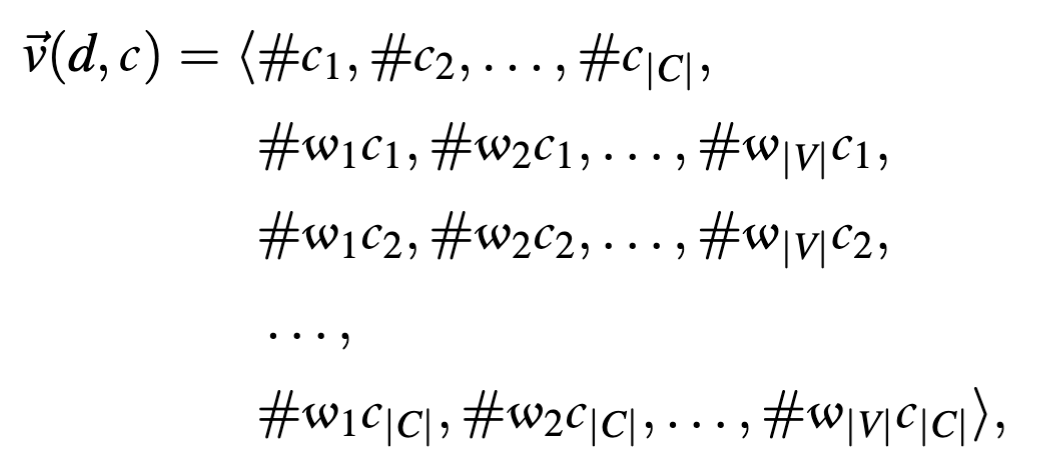 v⃗(d, c) = ⟨#c₁, #c₂, . . . , #c_{|C|},
#w₁c₁, #w₂c₁, . . . , #w_{|V|}c₁,
#w₁c₂, #w₂c₂, . . . , #w_{|V|}c₂,
. . . ,
#w₁c_{|C|}, #w₂c_{|C|}, . . . , #w_{|V|}c_{|C|}⟩,